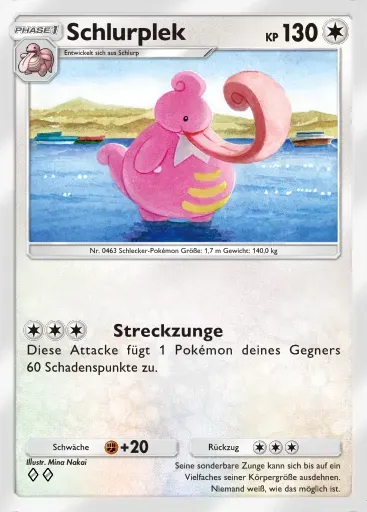 PHASE 1
Schlurplek
KP 130
Entwickelt sich aus Schlurp
Nr. 0463 Schlecker-Pokémon Größe: 1,7 m Gewicht: 140,0 kg
Streckzunge
Diese Attacke fügt 1 Pokémon deines Gegners
60 Schadenspunkte zu.
Schwäche +20
Rückzug
Illustr. Mina Nakai
Seine sonderbare Zunge kann sich bis auf ein
Vielfaches seiner Körpergröße ausdehnen.
Niemand weiß, wie das möglich ist.